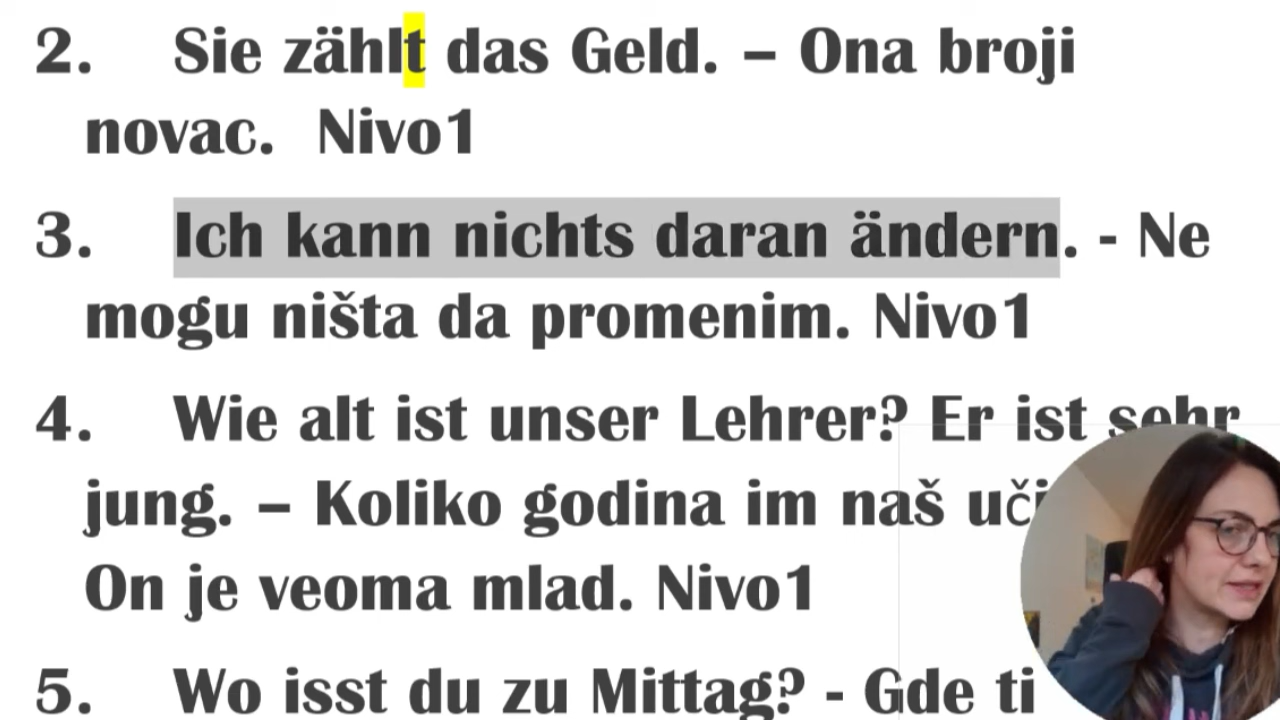 2. Sie zählt das Geld. – Ona broji
novac. Nivo1
3. Ich kann nichts daran ändern. - Ne
mogu ništa da promenim. Nivo1
4. Wie alt ist unser Lehrer? Er ist sehr
jung. – Koliko godina im naš
On je veoma mlad. Nivo1
5. Wo isst du zu Mittag? - Gde ti